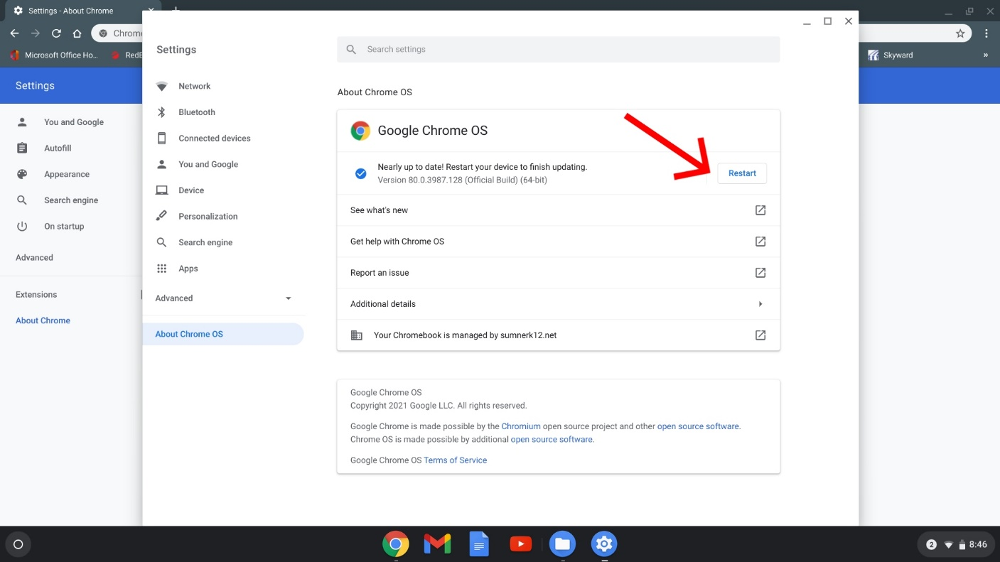 Settings - About Chrome
Chrome
Microsoft Office Ho...
Skyward
»
Settings
You and Google
Autofill
Appearance
Search engine
On startup
Advanced
Extensions
About Chrome
Settings
Search settings
Network
Bluetooth
Connected devices
You and Google
Device
Personalization
Search engine
Apps
Advanced
About Chrome OS
About Chrome OS
Google Chrome OS
Nearly up to date! Restart your device to finish updating.
Version 80.0.3987.128 (Official Build) (64-bit)
Restart
See what's new
Get help with Chrome OS
Report an issue
Additional details
Your Chromebook is managed by sumnerk12.net
Google Chrome OS
Copyright 2021 Google LLC. All rights reserved.
Google Chrome is made possible by the Chromium open source project and other open source software.
Chrome OS is made possible by additional open source software.
Google Chrome OS Terms of Service
2
8:46